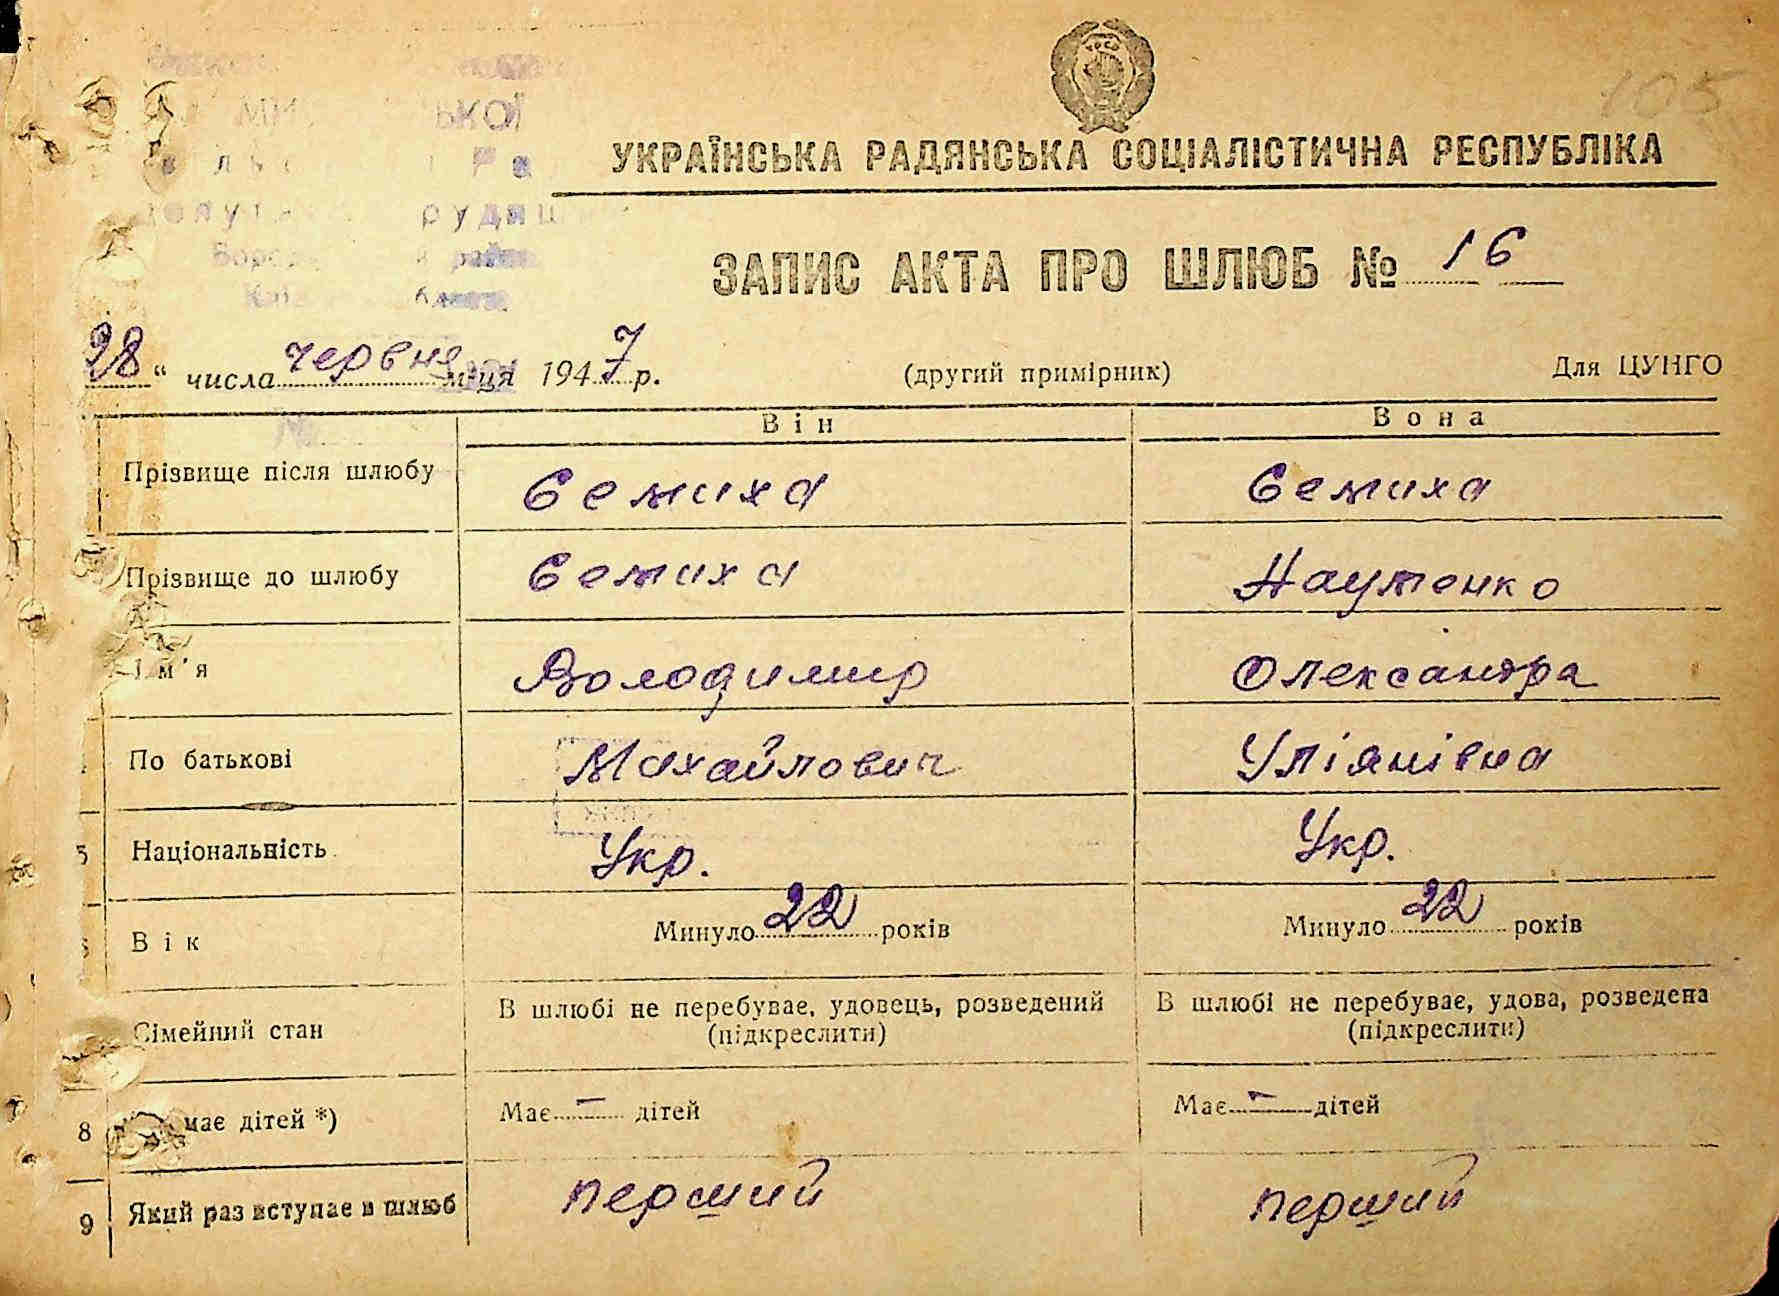 105
УКРАЇНСЬКА РАДЯНСЬКА СОЦІАЛІСТИЧНА РЕСПУБЛІКА
ЗАПИС АКТА ПРО ШЛЮБ № 16
28 " числа червня м-ця 1947 р. (другий примірник) Для ЦУНГО
Він Вона
Прізвище після шлюбу Семиха Семиха
Прізвище до шлюбу Семиха Науменко
Ім'я Володимир Олександра
По батькові Михайлович Уліянівна
5 Національність Укр. Укр.
Вік Минуло 22 років Минуло 22 років
Сімейний стан В шлюбі не перебуває, удовець, розведений В шлюбі не перебуває, удова, розведена
(підкреслити) (підкреслити)
8 має дітей *) Має — дітей Має — дітей
9 Який раз вступає в шлюб перший перший